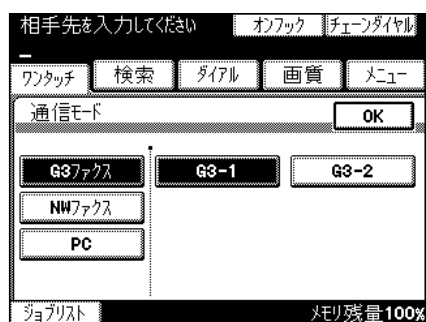 相手先を入力してください オンフック チェーンダイヤル
ワンタッチ 検索 ダイアル 画質 メニュー
通信モード OK
G3ファクス G3-1 G3-2
NWファクス
PC
ジョブリスト メモリ残量100%